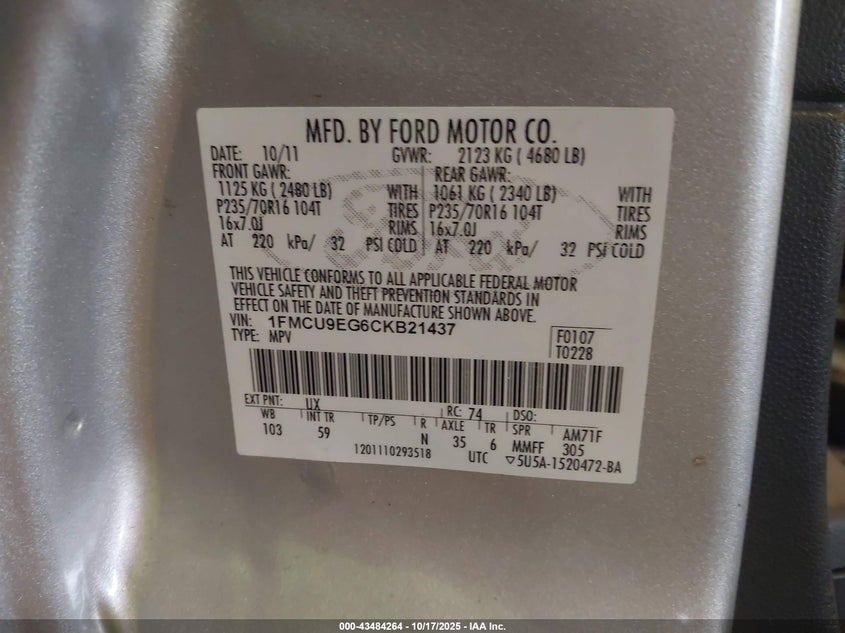 MFD. BY FORD MOTOR CO.
DATE: 10/11 GVWR: 2123 KG ( 4680 LB)
FRONT GAWR: REAR GAWR:
1125 KG ( 2480 LB) WITH 1061 KG ( 2340 LB) WITH
P235/70R16 104T TIRES P235/70R16 104T TIRES
16x7.0J RIMS 16x7.0J RIMS
AT 220 kPa/ 32 PSI COLD AT 220 kPa/ 32 PSI COLD
THIS VEHICLE CONFORMS TO ALL APPLICABLE FEDERAL MOTOR
VEHICLE SAFETY AND THEFT PREVENTION STANDARDS IN
EFFECT ON THE DATE OF MANUFACTURE SHOWN ABOVE.
VIN: 1FMCU9EG6CKB21437
TYPE: MPV
F0107
T0228
EXT PNT: UX RC: 74 DSO:
WB INT TR TP/PS R AXLE TR SPR AM71F
103 59 N 35 6 MMFF 305
1201110293518 UTC ▽5U5A-1520472-BA
000-43484264 - 10/17/2025 - IAA Inc.